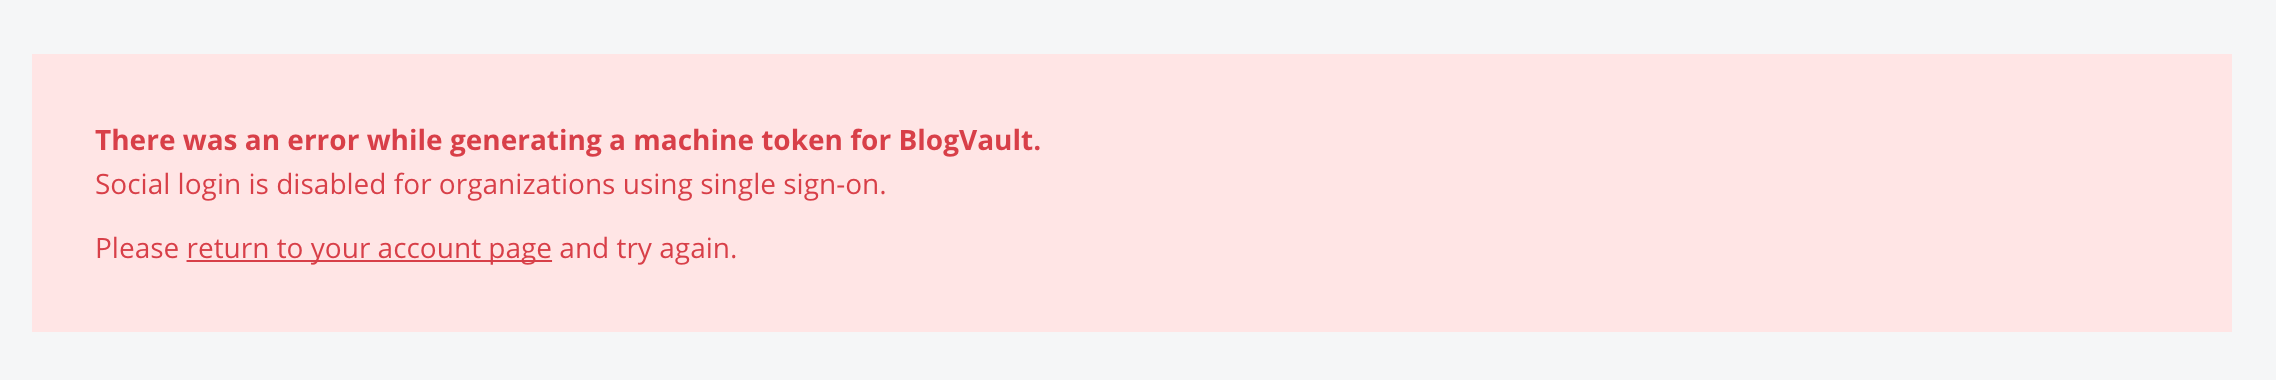 There was an error while generating a machine token for BlogVault.
Social login is disabled for organizations using single sign-on.
Please return to your account page and try again.